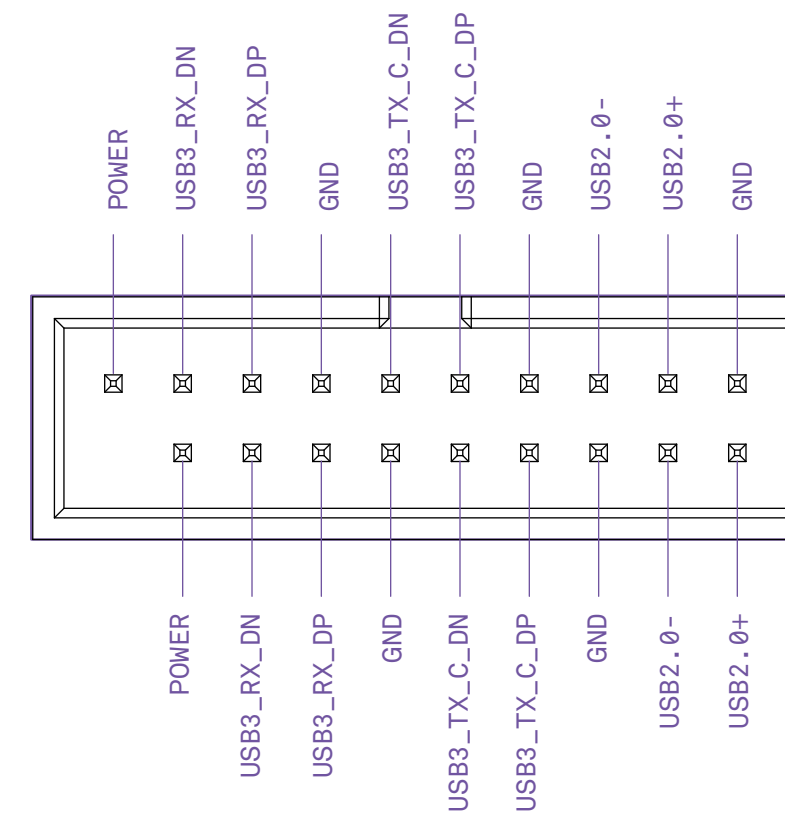 POWER
USB3_RX_DN
USB3_RX_DP
GND
USB3_TX_C_DN
USB3_TX_C_DP
GND
USB2.0-
USB2.0+
GND
POWER
USB3_RX_DN
USB3_RX_DP
GND
USB3_TX_C_DN
USB3_TX_C_DP
GND
USB2.0-
USB2.0+